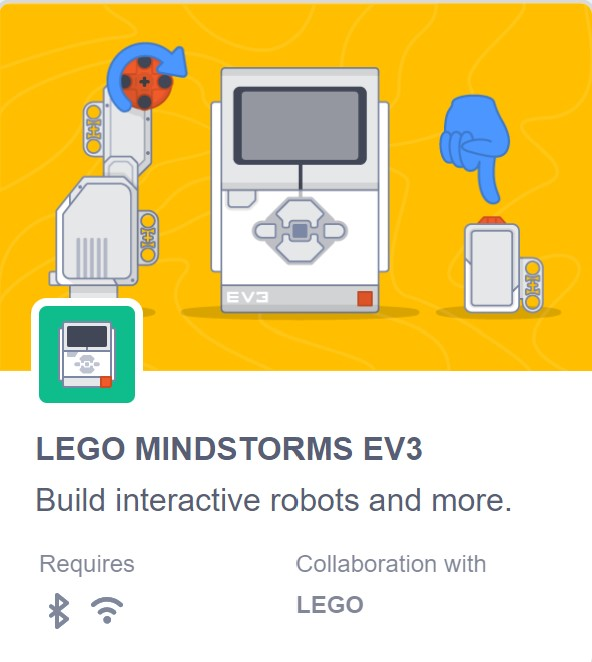 EV3
LEGO MINDSTORMS EV3
Build interactive robots and more.
Requires
Collaboration with
LEGO